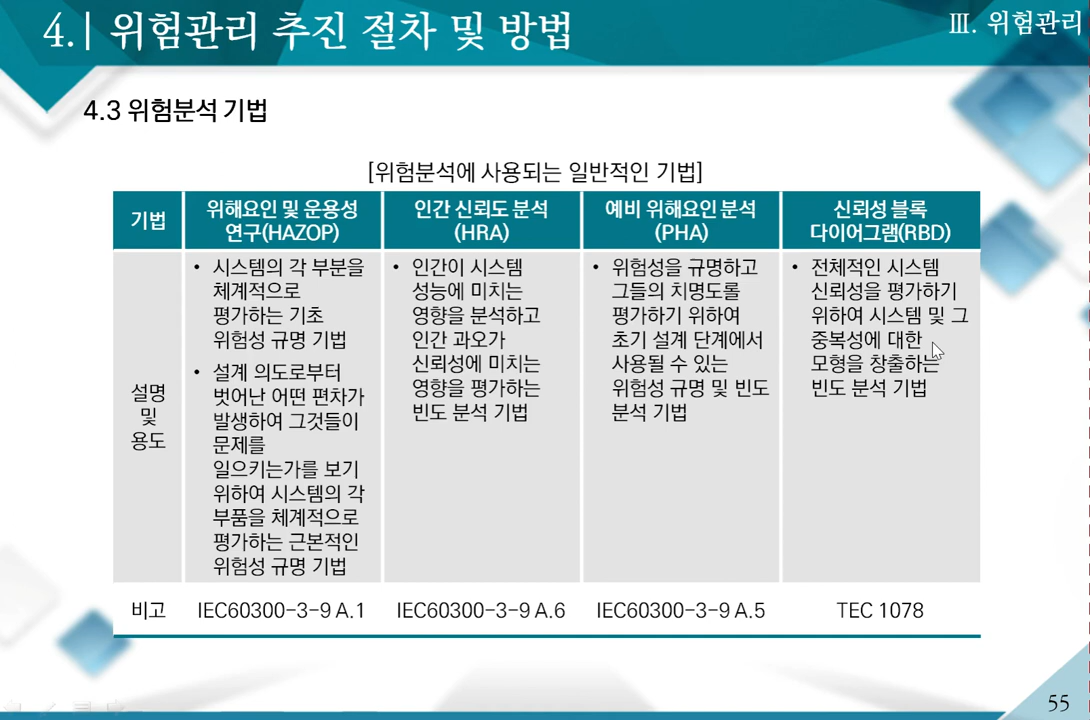 4.| 위험관리 추진 절차 및 방법
Ⅲ. 위험관리
4.3 위험분석 기법
[위험분석에 사용되는 일반적인 기법]
기법
위해요인 및 운용성
연구(HAZOP)
인간 신뢰도 분석
(HRA)
예비 위해요인 분석
(PHA)
신뢰성 블록
다이어그램(RBD)
설명
및
용도
• 시스템의 각 부분을
체계적으로
평가하는 기초
위험성 규명 기법
• 설계 의도로부터
벗어난 어떤 편차가
발생하여 그것들이
문제를
일으키는가를 보기
위하여 시스템의 각
부품을 체계적으로
평가하는 근본적인
위험성 규명 기법
• 인간이 시스템
성능에 미치는
영향을 분석하고
인간 과오가
신뢰성에 미치는
영향을 평가하는
빈도 분석 기법
• 위험성을 규명하고
그들의 치명도를
평가하기 위하여
초기 설계 단계에서
사용될 수 있는
위험성 규명 및 빈도
분석 기법
• 전체적인 시스템
신뢰성을 평가하기
위하여 시스템 및 그
중복성에 대한
모형을 창출하는
빈도 분석 기법
비고
IEC60300-3-9 A.1
IEC60300-3-9 A.6
IEC60300-3-9 A.5
TEC 1078
55